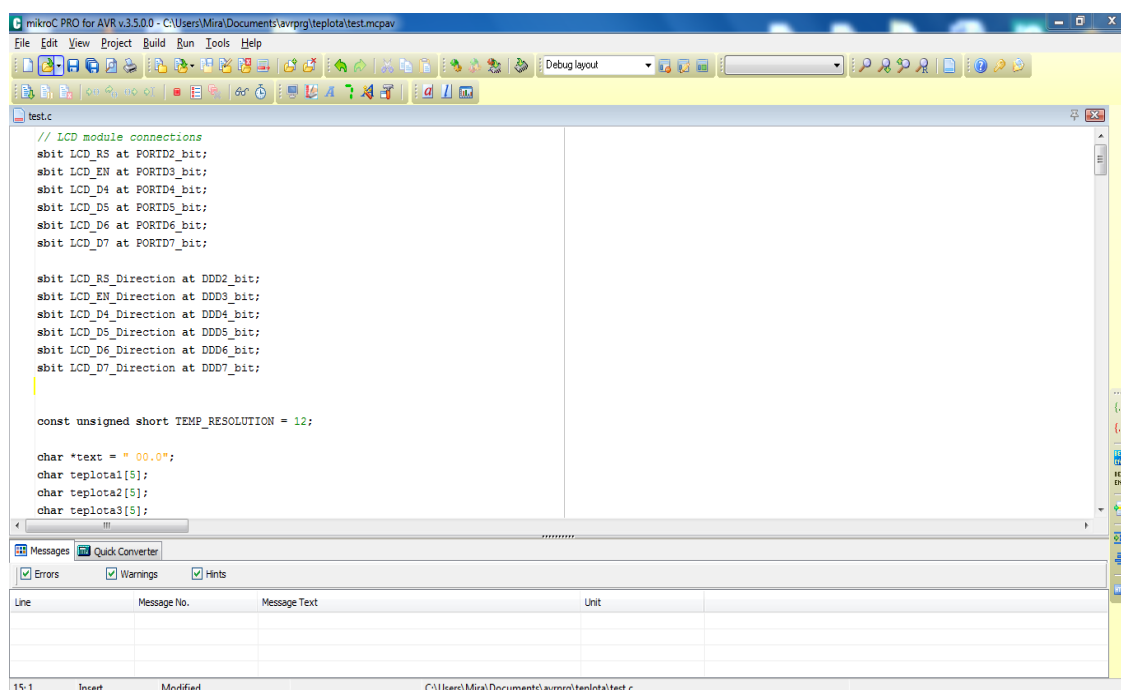 mikroC PRO for AVR v.3.5.0.0 - C:\Users\Mira\Documents\avrprg\teplota\test.mcpav
File Edit View Project Build Run Tools Help
Debug layout
test.c
// LCD module connections
sbit LCD_RS at PORTD2_bit;
sbit LCD_EN at PORTD3_bit;
sbit LCD_D4 at PORTD4_bit;
sbit LCD_D5 at PORTD5_bit;
sbit LCD_D6 at PORTD6_bit;
sbit LCD_D7 at PORTD7_bit;
sbit LCD_RS_Direction at DDD2_bit;
sbit LCD_EN_Direction at DDD3_bit;
sbit LCD_D4_Direction at DDD4_bit;
sbit LCD_D5_Direction at DDD5_bit;
sbit LCD_D6_Direction at DDD6_bit;
sbit LCD_D7_Direction at DDD7_bit;
const unsigned short TEMP_RESOLUTION = 12;
char *text = " 00.0";
char teplota1[5];
char teplota2[5];
char teplota3[5];
Messages Quick Converter
Errors Warnings Hints
Line Message No. Message Text Unit
15: 1 Insert Modified C:\Users\Mira\Documents\avrprg\teplota\test.c